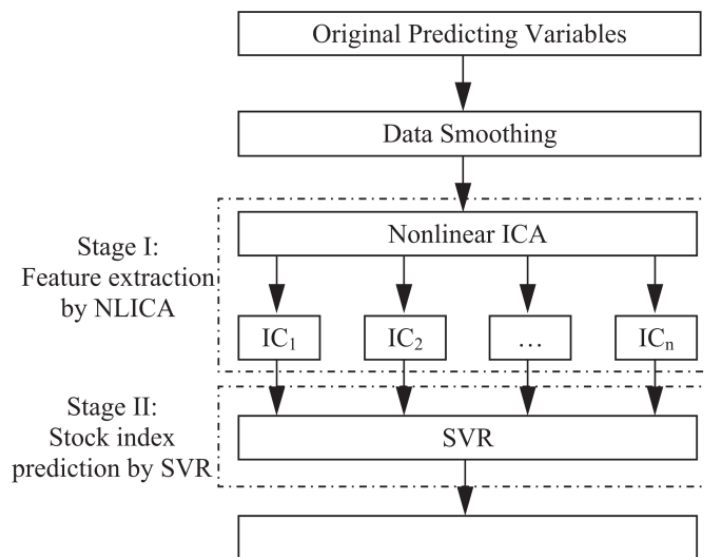 Original Predicting Variables
Data Smoothing
Stage I:
Feature extraction
by NLICA
Nonlinear ICA
IC₁ IC₂ … ICₙ
Stage II:
Stock index
prediction by SVR
SVR